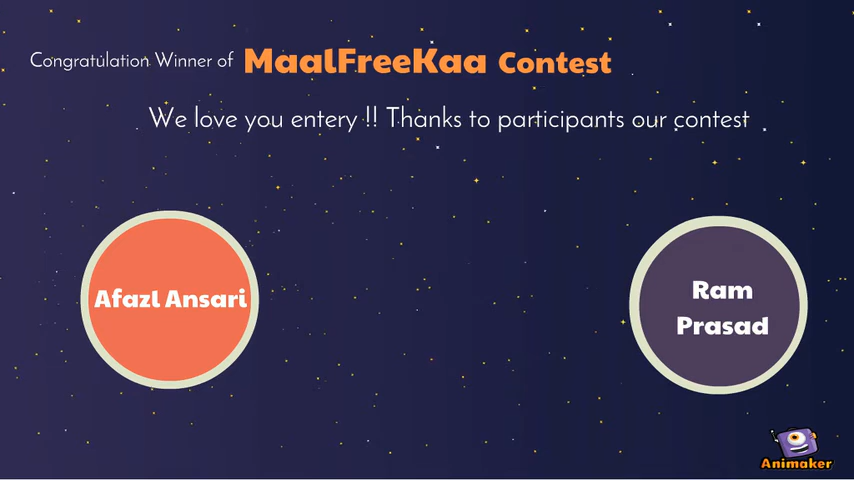 Congratulation Winner of MaalFreeKaa Contest
We love you entery !! Thanks to participants our contest
Afazl Ansari
Ram
Prasad
Animaker